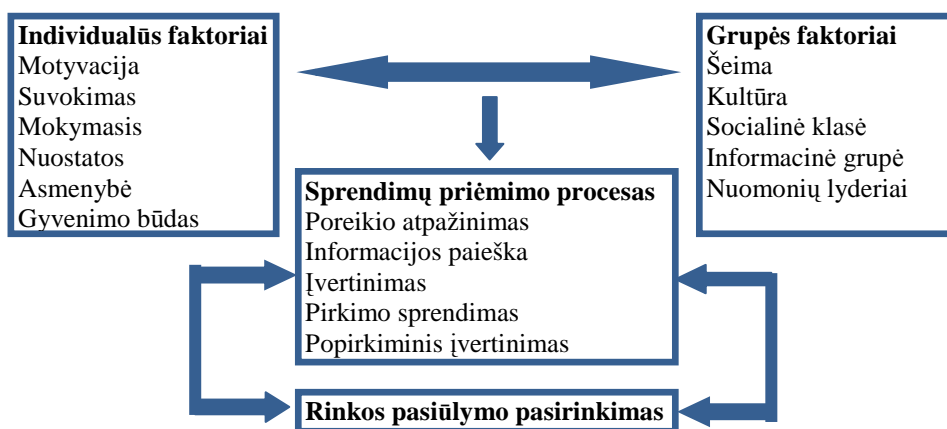 Individualūs faktoriai
Motyvacija
Suvokimas
Mokymasis
Nuostatos
Asmenybė
Gyvenimo būdas
Grupės faktoriai
Šeima
Kultūra
Socialinė klasė
Informacinė grupė
Nuomonių lyderiai
Sprendimų priėmimo procesas
Poreikio atpažinimas
Informacijos paieška
Įvertinimas
Pirkimo sprendimas
Popirkiminis įvertinimas
Rinkos pasiūlymo pasirinkimas